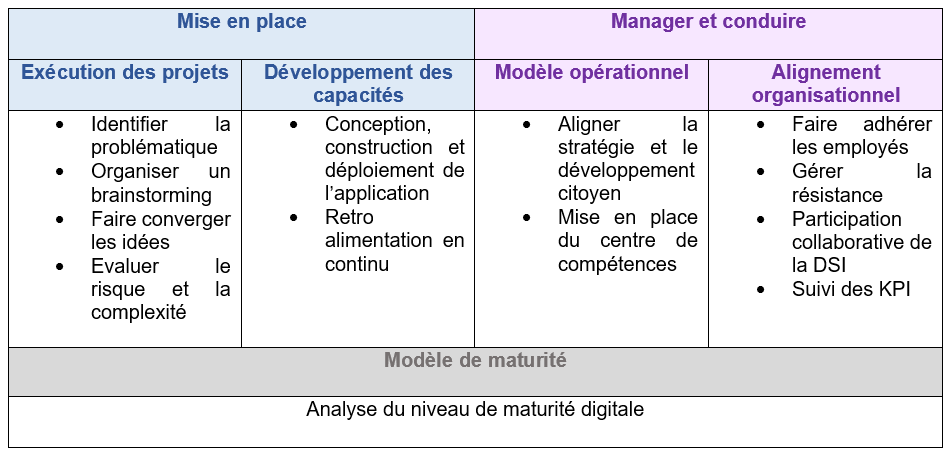 Mise en place
Manager et conduire
Exécution des projets
Développement des
capacités
Modèle opérationnel
Alignement
organisationnel
• Identifier la
problématique
• Organiser un
brainstorming
• Faire converger
les idées
• Evaluer le
risque et la
complexité
• Conception,
construction et
déploiement de
l’application
• Retro
alimentation en
continu
• Aligner la
stratégie et le
développement
citoyen
• Mise en place
du centre de
compétences
• Faire adhérer
les employés
• Gérer la
résistance
• Participation
collaborative de
la DSI
• Suivi des KPI
Modèle de maturité
Analyse du niveau de maturité digitale